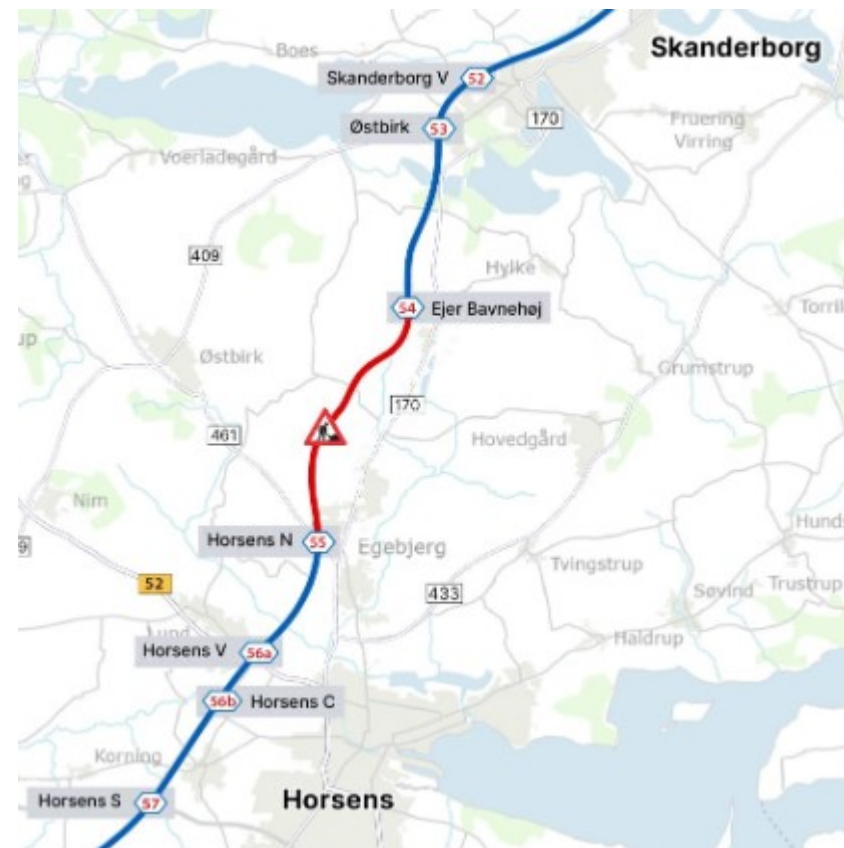 Skanderborg
Boes
Skanderborg V 52
Østbirk 53
170
Fruering
Virring
Voerladegård
409
Hylke
54 Ejer Bavnehøj
Østbirk
Grumstrup
170
461
Hovedgård
Nim
Horsens N 55
Egebjerg
Tvingstrup
52
433
Søvind
Trustrup
Lund
Haldrup
Horsens V 56a
56b Horsens C
Korning
Horsens S 57
Horsens